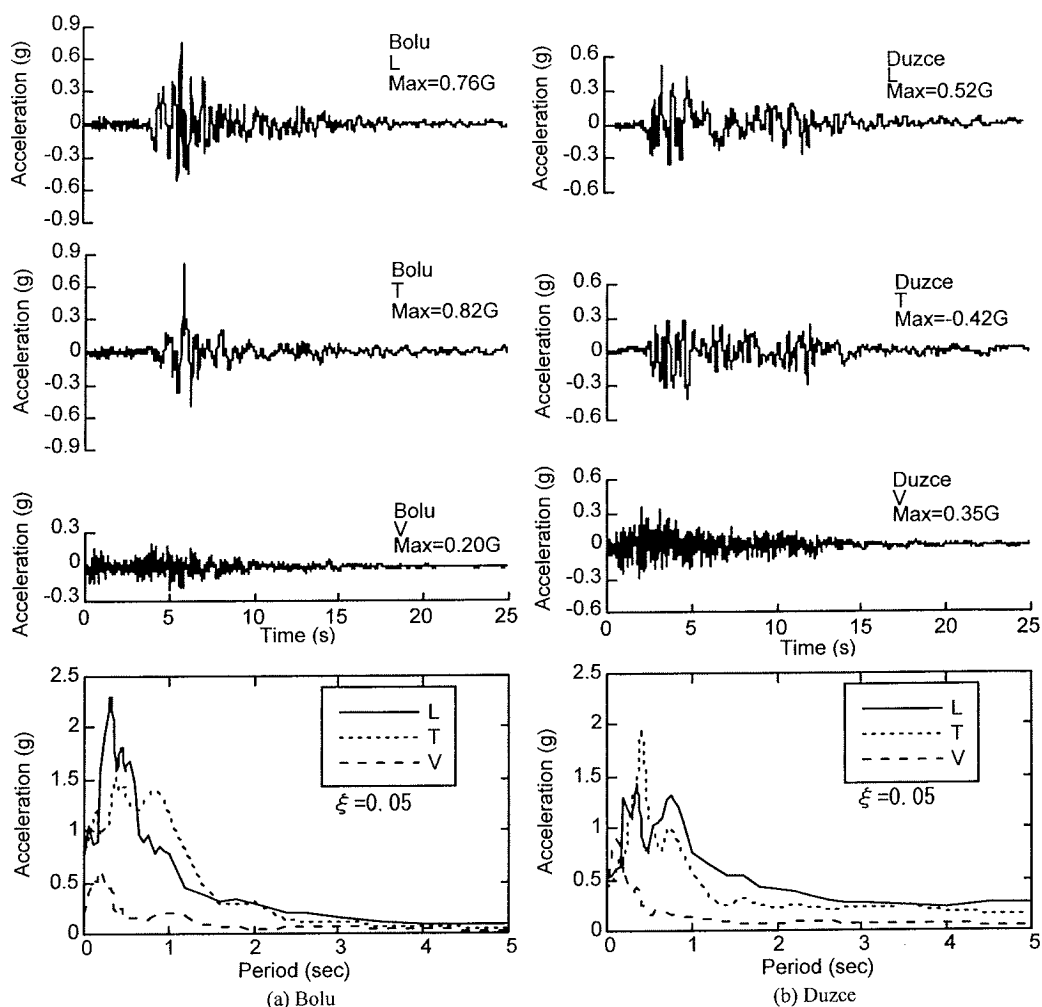 0.9
0.6
0.3
0
-0.3
-0.6
-0.9
Acceleration (g)
Bolu
L
Max=0.76G
0.9
0.6
0.3
0
-0.3
-0.6
-0.9
Acceleration (g)
Bolu
T
Max=0.82G
0.3
0
-0.3
Acceleration (g)
Bolu
V
Max=0.20G
0
5
10
15
20
25
Time (s)
2.5
2
1.5
1
0.5
0
Acceleration (g)
L
T
V
ξ=0.05
0
1
2
3
4
5
Period (sec)
(a) Bolu
0.6
0.3
0
-0.3
-0.6
Acceleration (g)
Duzce
L
Max=0.52G
0.6
0.3
0
-0.3
-0.6
Acceleration (g)
Duzce
T
Max=-0.42G
0.6
0.3
0
-0.3
-0.6
Acceleration (g)
Duzce
V
Max=0.35G
0
5
10
15
20
25
Time (s)
2.5
2
1.5
1
0.5
0
Acceleration (g)
L
T
V
ξ=0.05
0
1
2
3
4
5
Period (sec)
(b) Duzce